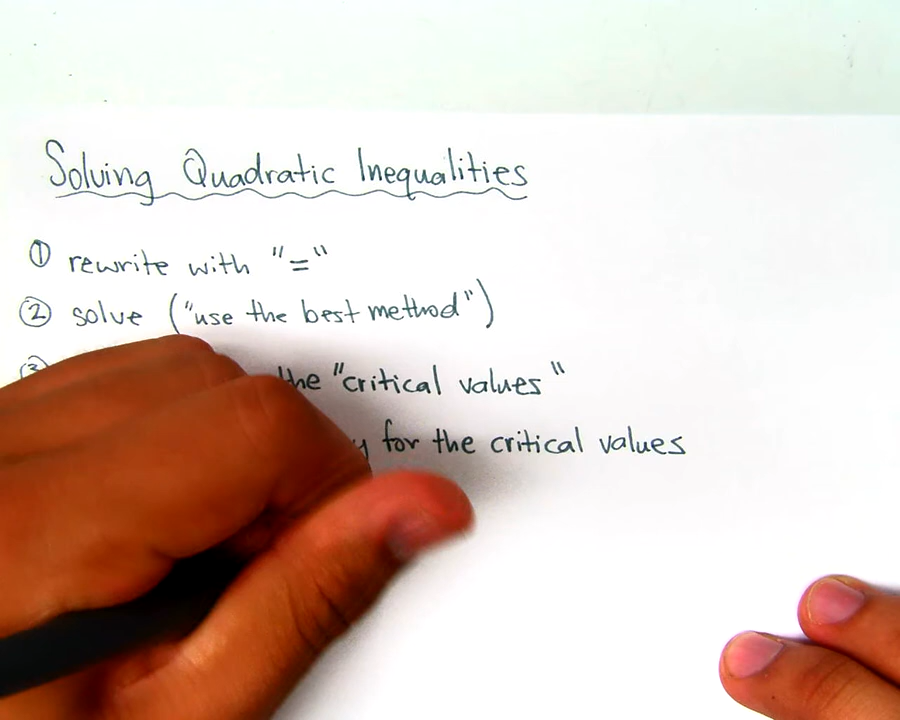 Solving Quadratic Inequalities
① rewrite with "="
② solve ("use the best method")
③ the "critical values"
for the critical values